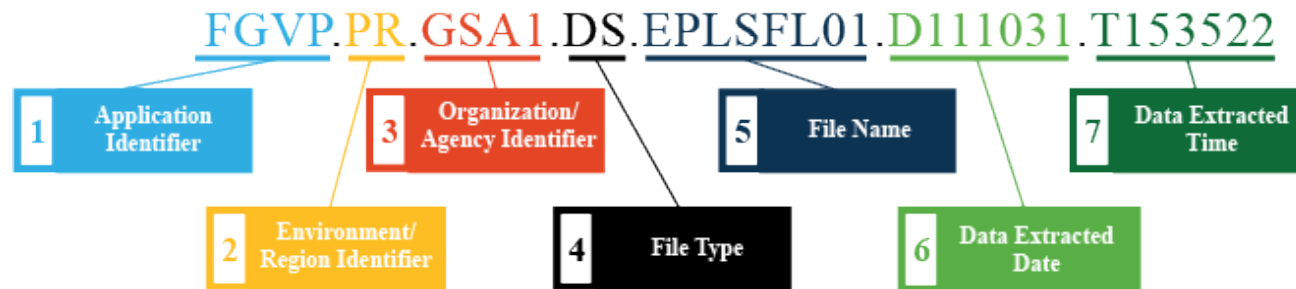 FGVP.PR.GSA1.DS.EPLSFL01.D111031.T153522
1
Application
Identifier
3
Organization/
Agency Identifier
5
File Name
7
Data Extracted
Time
2
Environment/
Region Identifier
4
File Type
6
Data Extracted
Date